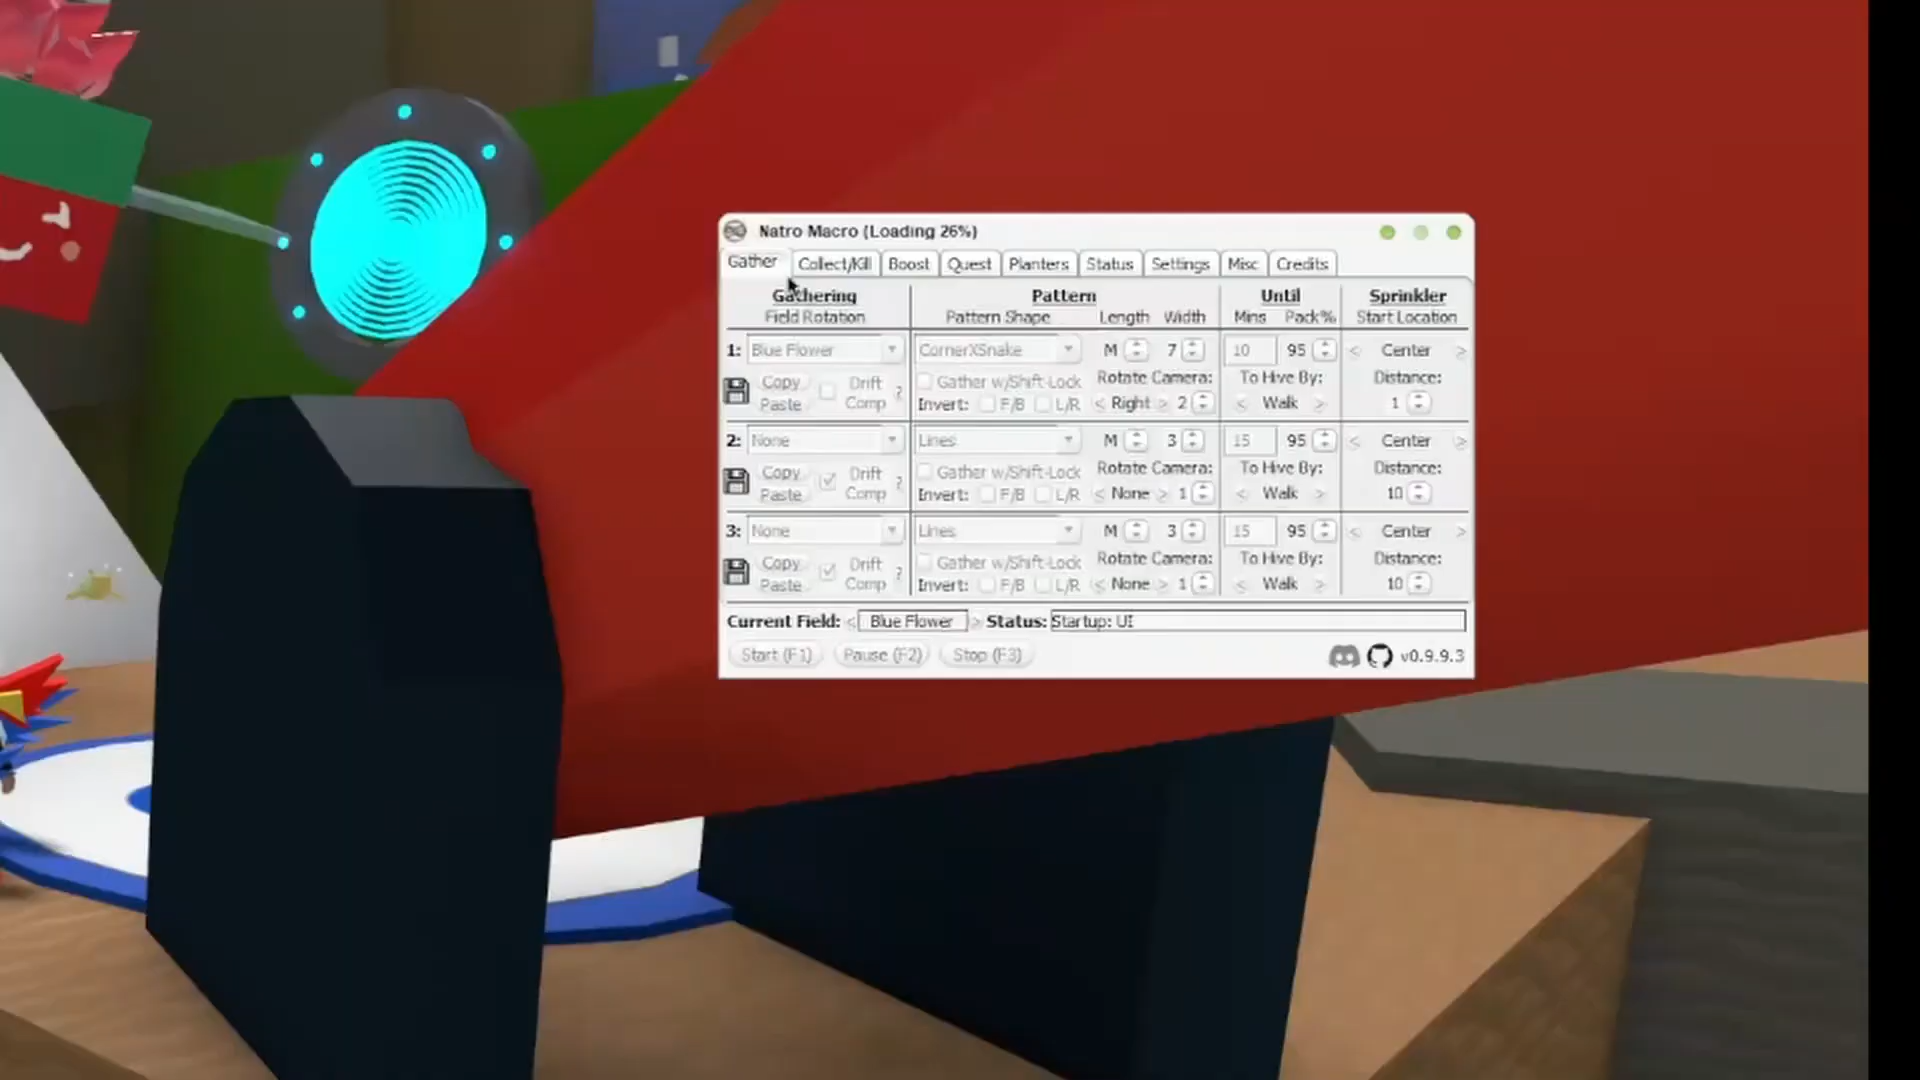 Natro Macro (Loading 26%)
Gather Collect/Kill Boost Quest Planters Status Settings Misc Credits
Gathering Pattern Until Sprinkler
Field Rotation Pattern Shape Length Width Mins Pack% Start Location
1: Blue Flower CornerXSnake M 7 10 95 < Center >
Copy Drift Gather w/Shift-Lock Rotate Camera: To Hive By: Distance:
Paste Comp ? Invert: F/B L/R < Right > 2 < Walk > 1
2: None Lines M 3 15 95 < Center >
Copy Drift Gather w/Shift-Lock Rotate Camera: To Hive By: Distance:
Paste Comp ? Invert: F/B L/R < None > 1 < Walk > 10
3: None Lines M 3 15 95 < Center >
Copy Drift Gather w/Shift-Lock Rotate Camera: To Hive By: Distance:
Paste Comp ? Invert: F/B L/R < None > 1 < Walk > 10
Current Field: < Blue Flower > Status: Startup: UI
Start (F1) Pause (F2) Stop (F3) v0.9.9.3